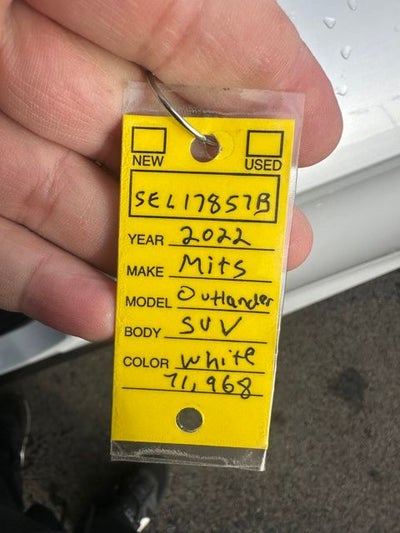 NEW USED
SEL17857B
YEAR 2022
MAKE Mits
MODEL Outlander
BODY SUV
COLOR White
71,968